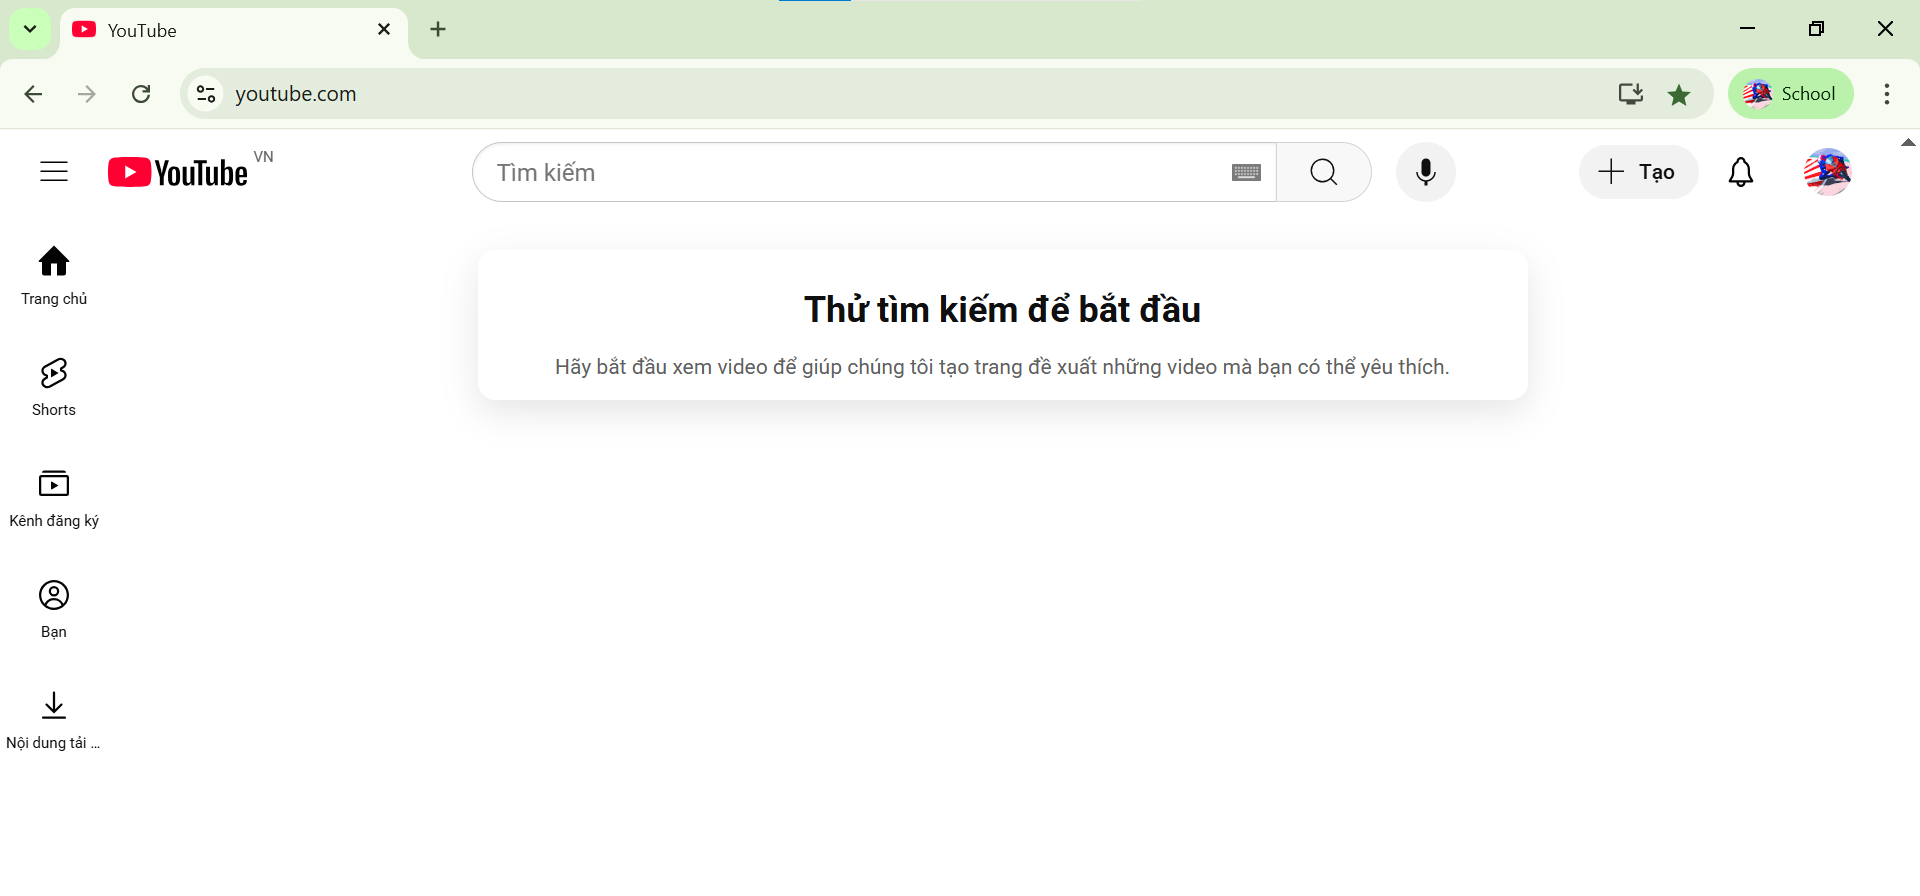 YouTube
youtube.com
School
YouTube VN
Tìm kiếm
Tạo
Trang chủ
Shorts
Kênh đăng ký
Bạn
Nội dung tải ...
Thử tìm kiếm để bắt đầu
Hãy bắt đầu xem video để giúp chúng tôi tạo trang đề xuất những video mà bạn có thể yêu thích.